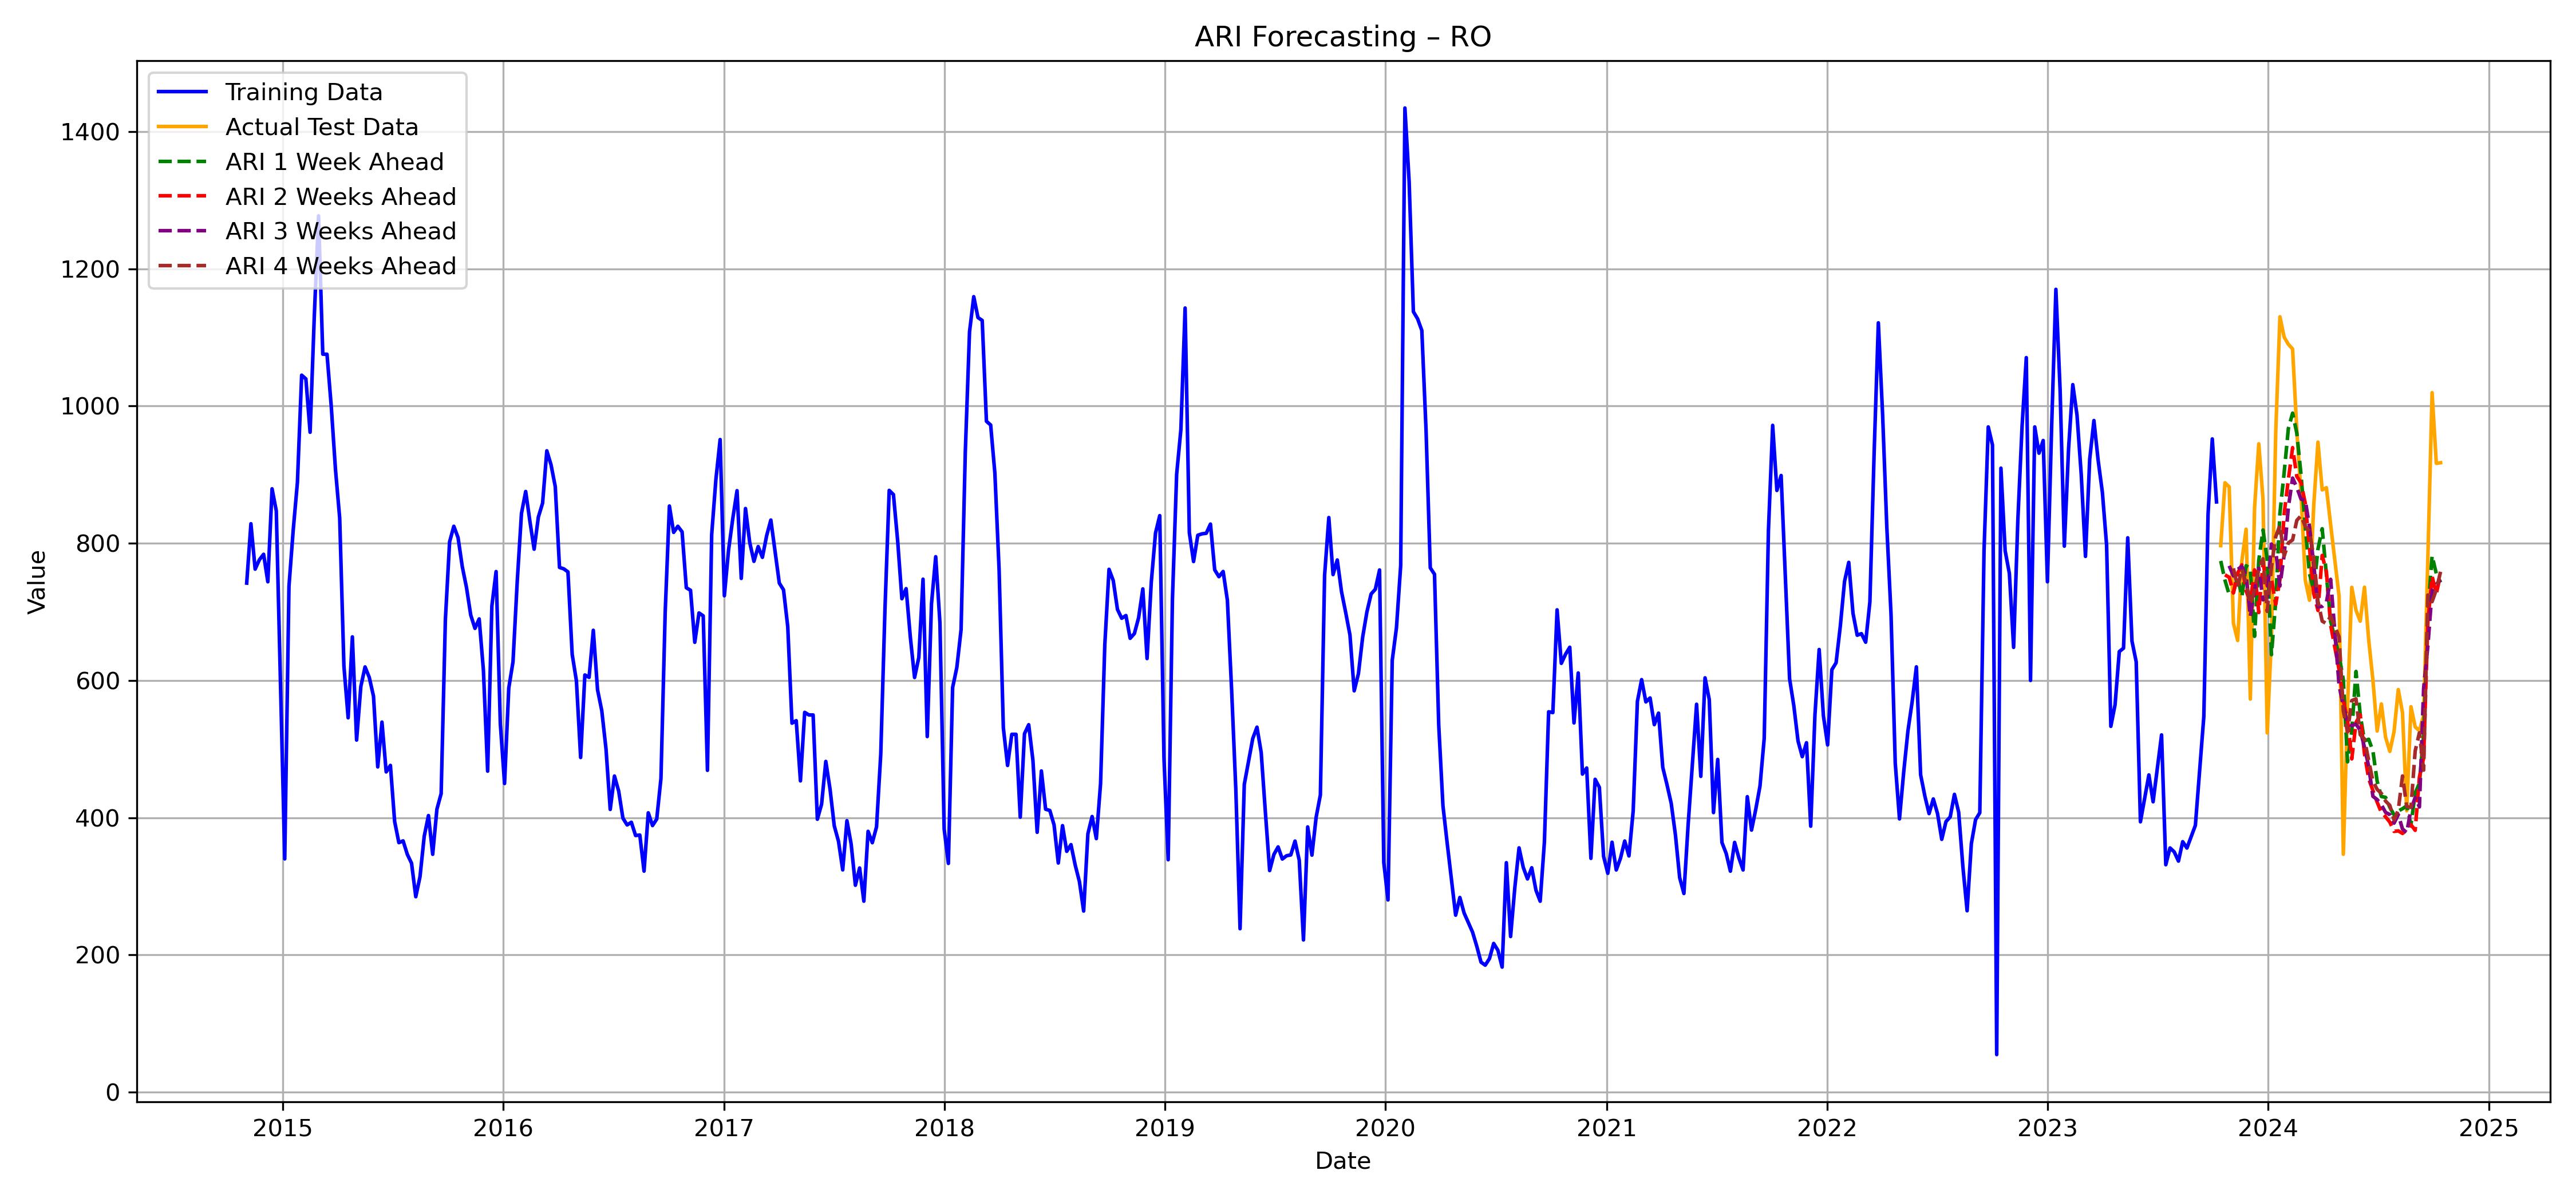 ARI Forecasting – RO
Training Data
Actual Test Data
ARI 1 Week Ahead
ARI 2 Weeks Ahead
ARI 3 Weeks Ahead
ARI 4 Weeks Ahead
1400
1200
1000
800
600
400
200
0
Value
2015 2016 2017 2018 2019 2020 2021 2022 2023 2024 2025
Date